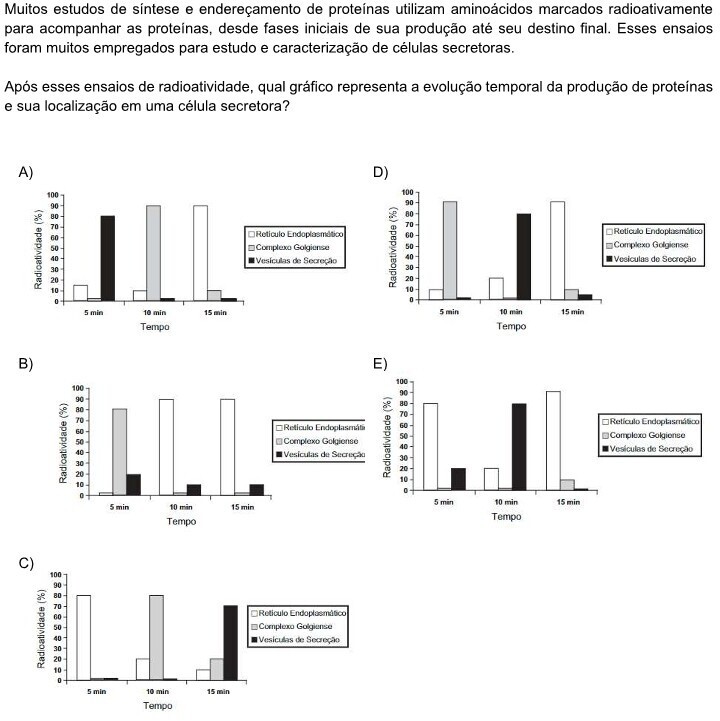 Muitos estudos de síntese e endereçamento de proteínas utilizam aminoácidos marcados radioativamente
para acompanhar as proteínas, desde fases iniciais de sua produção até seu destino final. Esses ensaios
foram muitos empregados para estudo e caracterização de células secretoras.
Após esses ensaios de radioatividade, qual gráfico representa a evolução temporal da produção de proteínas
e sua localização em uma célula secretora?
A)
Radioatividade (%)
100
90
80
70
60
50
40
30
20
10
0
5 min 10 min 15 min
Tempo
Retículo Endoplasmático
Complexo Golgiense
Vesículas de Secreção
B)
Radioatividade (%)
100
90
80
70
60
50
40
30
20
10
0
5 min 10 min 15 min
Tempo
Retículo Endoplasmáti
Complexo Golgiense
Vesículas de Secreção
C)
Radioatividade (%)
100
90
80
70
60
50
40
30
20
10
0
5 min 10 min 15 min
Tempo
Retículo Endoplasmático
Complexo Golgiense
Vesículas de Secreção
D)
Radioatividade (%)
100
90
80
70
60
50
40
30
20
10
0
5 min 10 min 15 min
Tempo
Retículo Endoplasmático
Complexo Golgiense
Vesículas de Secreção
E)
Radioatividade (%)
100
90
80
70
60
50
40
30
20
10
0
5 min 10 min 15 min
Tempo
Retículo Endoplasmático
Complexo Golgiense
Vesículas de Secreção